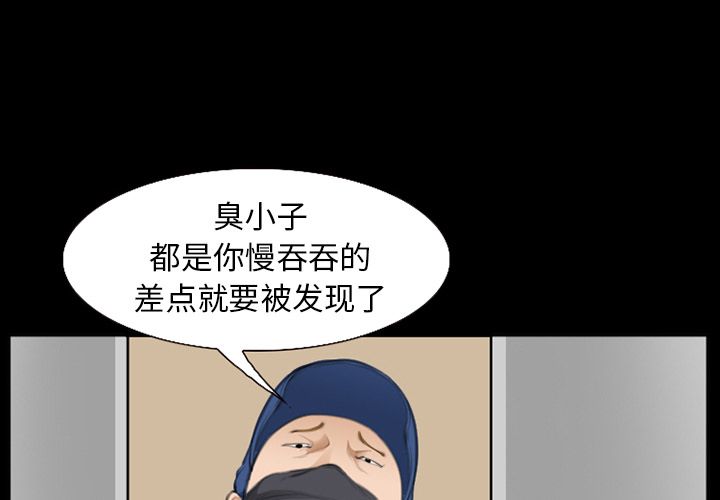 臭小子
都是你慢吞吞的
差点就要被发现了